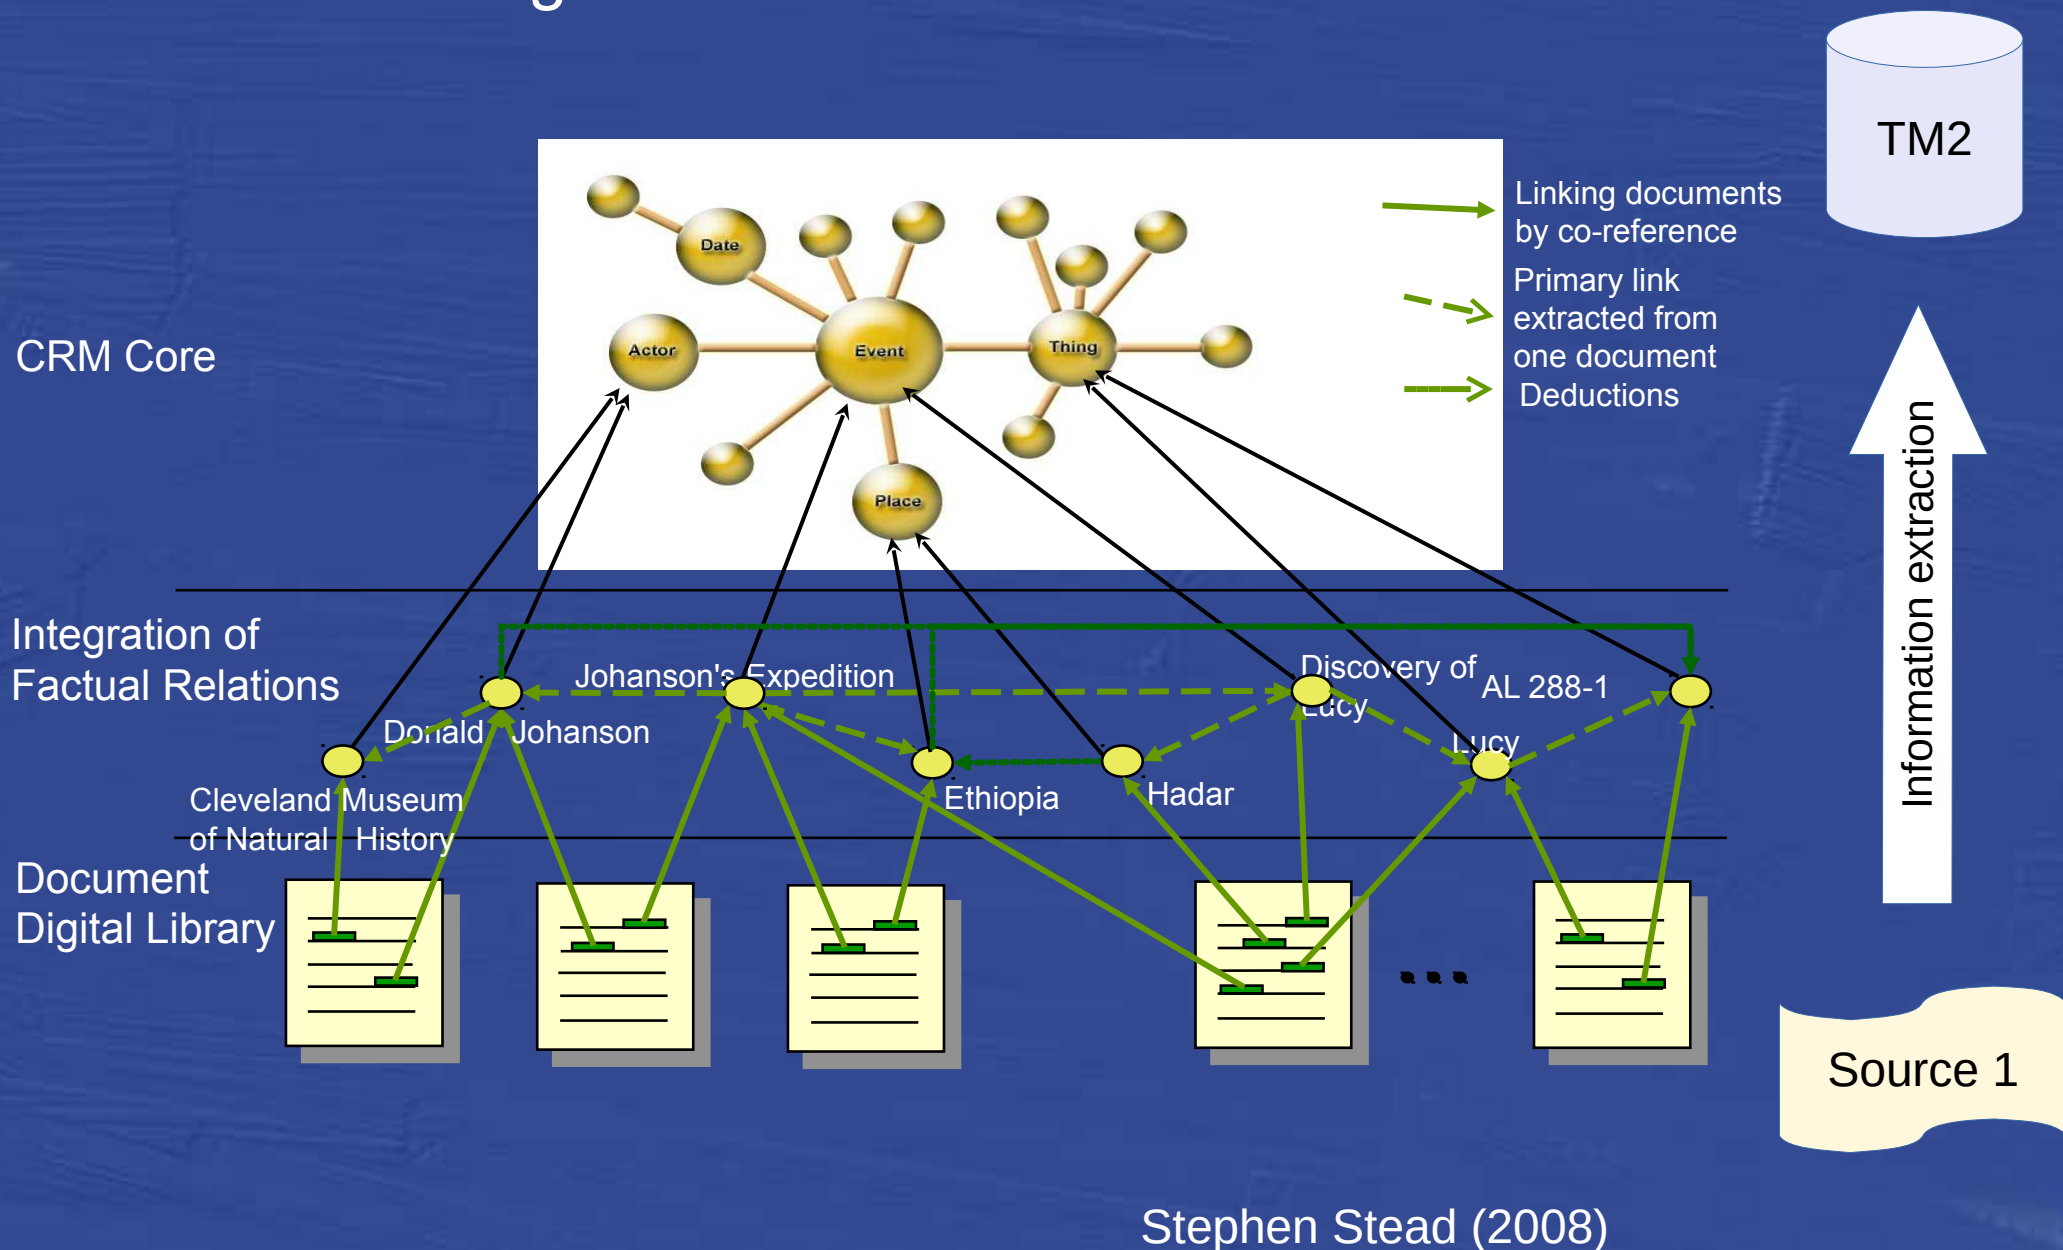 TM2
Linking documents
by co-reference
Primary link
extracted from
one document
Deductions
Date
Actor
Event
Thing
Place
CRM Core
Information extraction
Integration of
Factual Relations
Johanson's Expedition
Discovery of
Lucy
AL 288-1
Donald Johanson
Lucy
Cleveland Museum
of Natural History
Ethiopia
Hadar
Document
Digital Library
Source 1
Stephen Stead (2008)